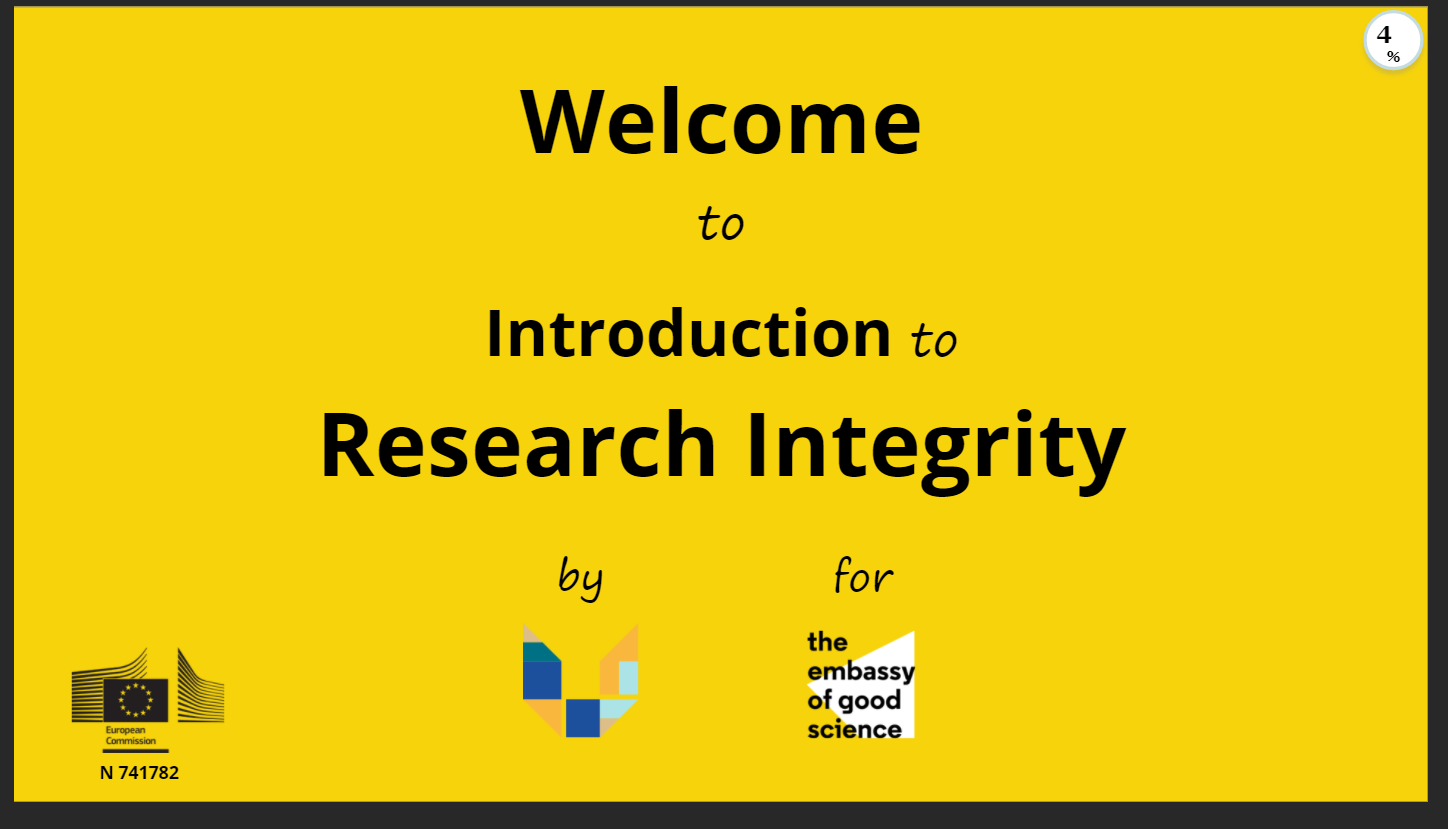 4
%
Welcome
to
Introduction to
Research Integrity
by for
the
embassy
of good
science
European
Commission
N 741782